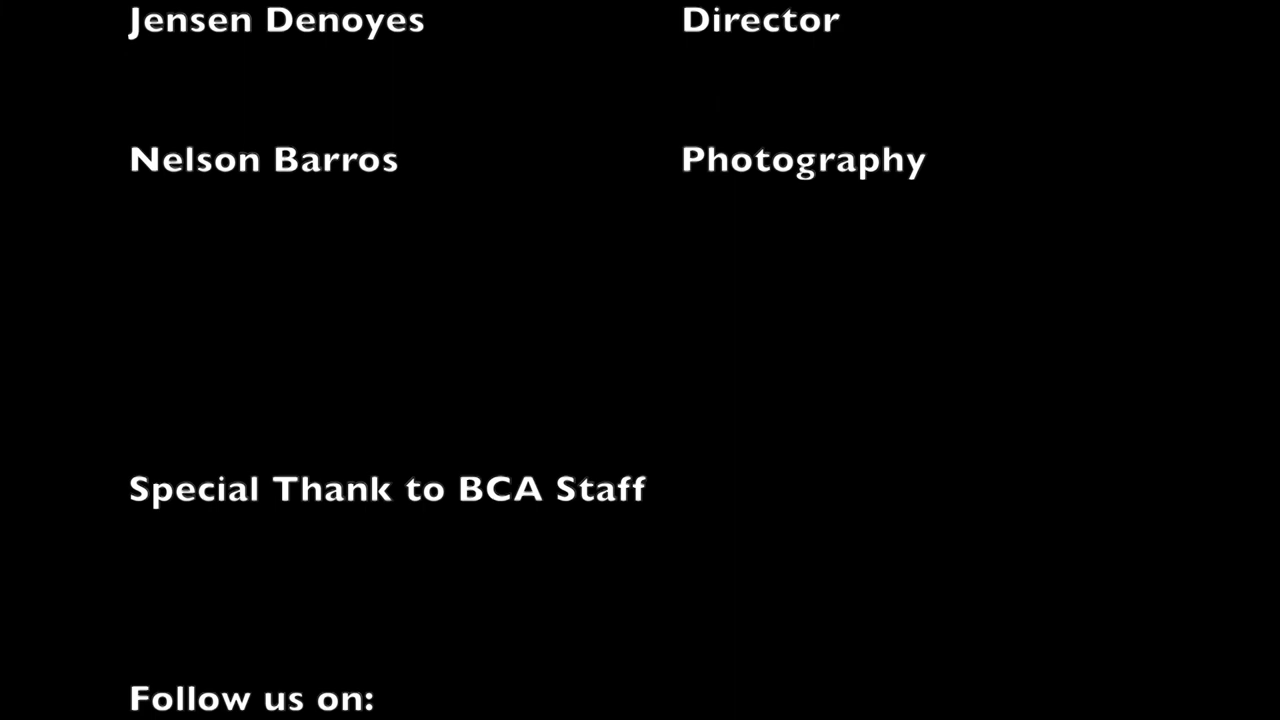 Jensen Denoyes Director
Nelson Barros Photography
Special Thank to BCA Staff
Follow us on: